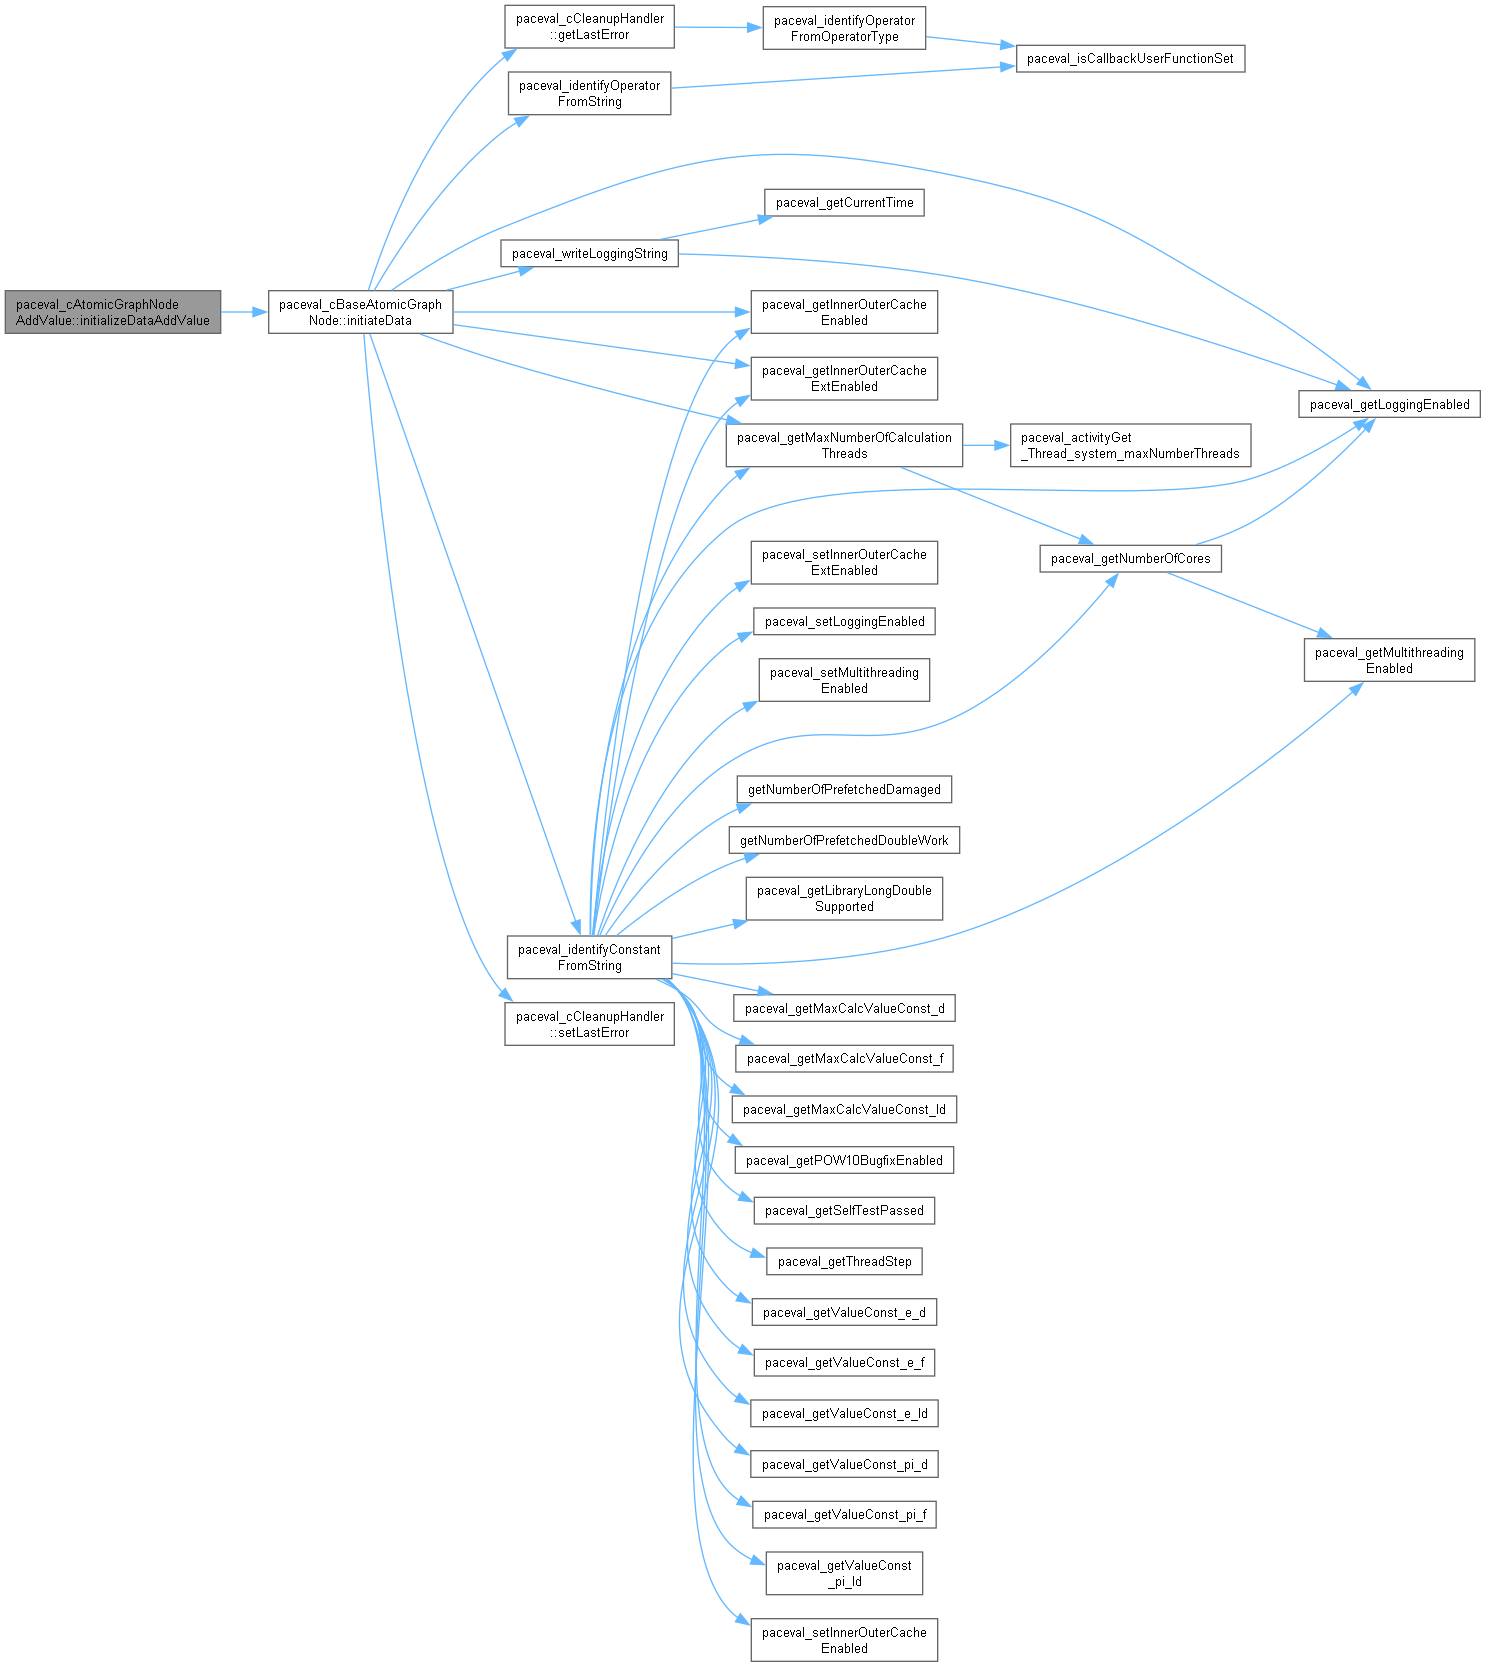 paceval_cCleanupHandler
::getLastError
paceval_identifyOperator
FromOperatorType
paceval_isCallbackUserFunctionSet
paceval_identifyOperator
FromString
paceval_getCurrentTime
paceval_writeLoggingString
paceval_cAtomicGraphNode
AddValue::initializeDataAddValue
paceval_cBaseAtomicGraph
Node::initiateData
paceval_getInnerOuterCache
Enabled
paceval_getInnerOuterCache
ExtEnabled
paceval_getLoggingEnabled
paceval_getMaxNumberOfCalculation
Threads
paceval_activityGet
_Thread_system_maxNumberThreads
paceval_setInnerOuterCache
ExtEnabled
paceval_getNumberOfCores
paceval_setLoggingEnabled
paceval_getMultithreading
Enabled
paceval_setMultithreading
Enabled
getNumberOfPrefetchedDamaged
getNumberOfPrefetchedDoubleWork
paceval_getLibraryLongDouble
Supported
paceval_identifyConstant
FromString
paceval_cCleanupHandler
::setLastError
paceval_getMaxCalcValueConst_d
paceval_getMaxCalcValueConst_f
paceval_getMaxCalcValueConst_ld
paceval_getPOW10BugfixEnabled
paceval_getSelfTestPassed
paceval_getThreadStep
paceval_getValueConst_e_d
paceval_getValueConst_e_f
paceval_getValueConst_e_ld
paceval_getValueConst_pi_d
paceval_getValueConst_pi_f
paceval_getValueConst
_pi_ld
paceval_setInnerOuterCache
Enabled